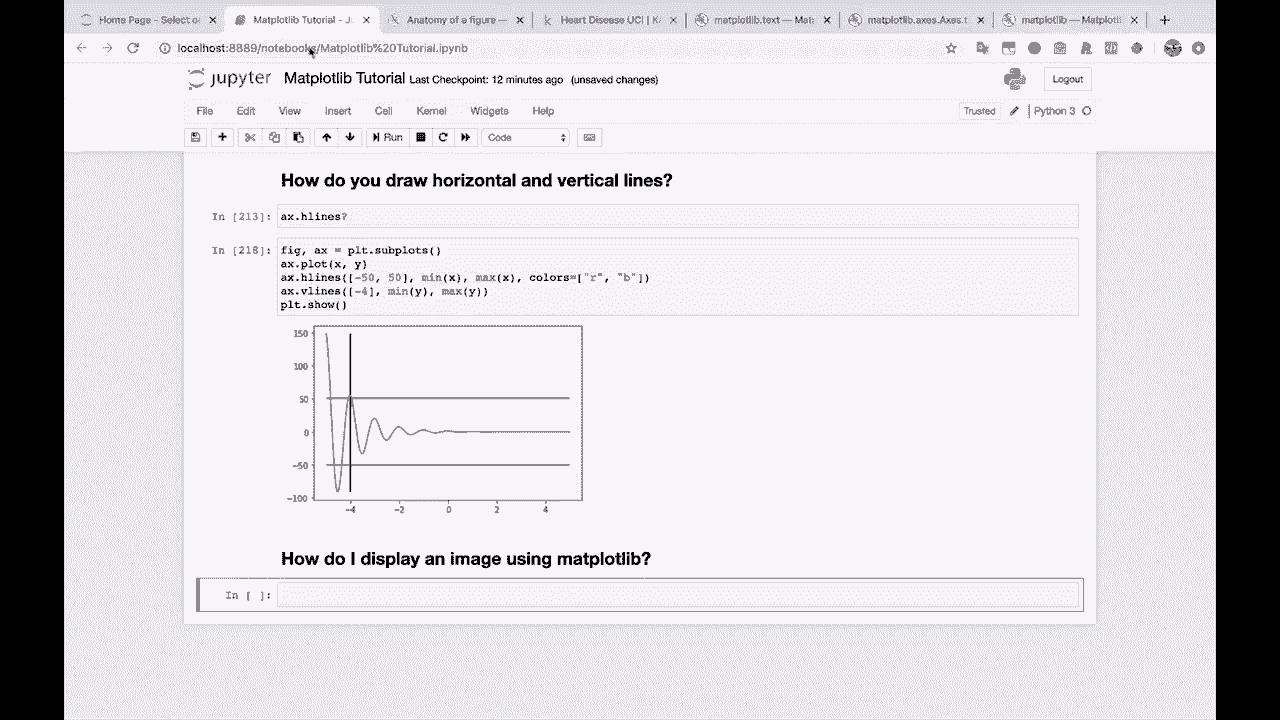 Home Page - Select o
Matplotlib Tutorial - J
Anatomy of a figure —
Heart Disease UCI | K
matplotlib.text — Mat
matplotlib.axes.Axes.t
matplotlib — Matplotli
localhost:8889/notebooks/Matplotlib%20Tutorial.ipynb
jupyter Matplotlib Tutorial Last Checkpoint: 12 minutes ago (unsaved changes)
Logout
File Edit View Insert Cell Kernel Widgets Help
Trusted
Python 3
Run
Code
How do you draw horizontal and vertical lines?
In [213]: ax.hlines?
In [218]: fig, ax = plt.subplots()
ax.plot(x, y)
ax.hlines([-50, 50], min(x), max(x), colors=["r", "b"])
ax.vlines([-4], min(y), max(y))
plt.show()
150
100
50
0
−50
−100
−4 −2 0 2 4
How do I display an image using matplotlib?
In [ ]: